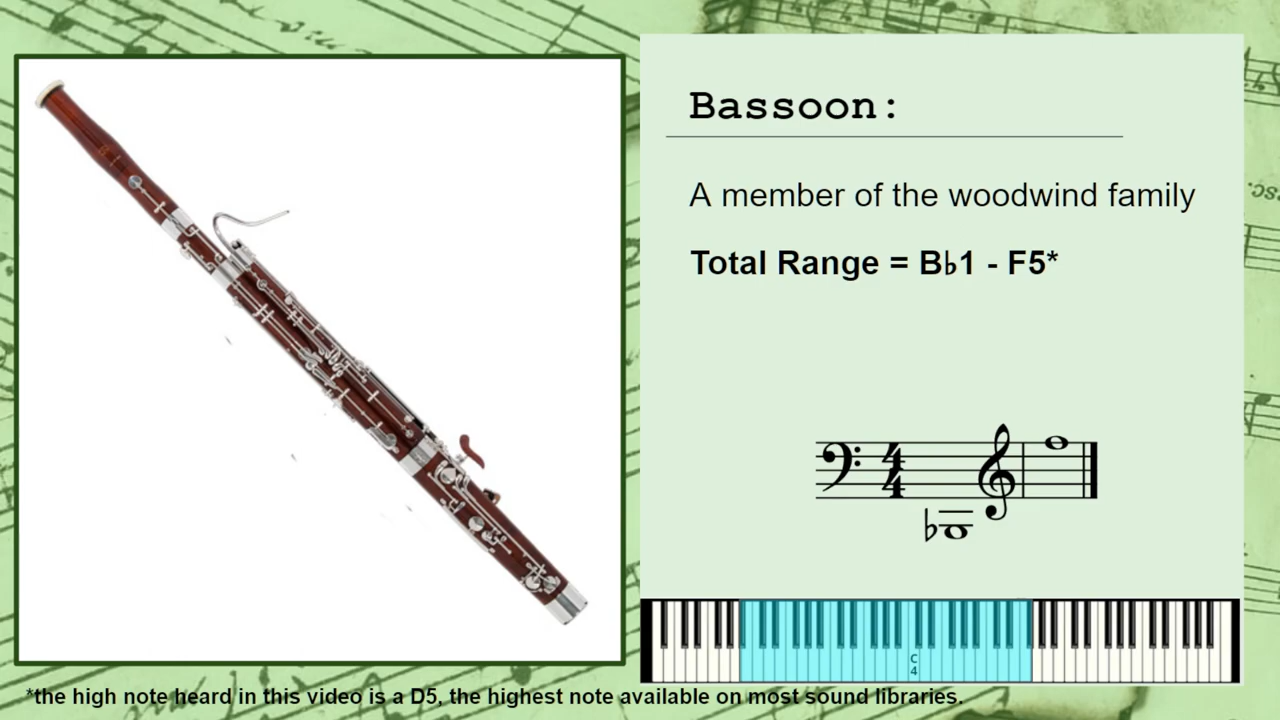 Bassoon:
A member of the woodwind family
Total Range = B♭1 - F5*
C
4
*the high note heard in this video is a D5, the highest note available on most sound libraries.